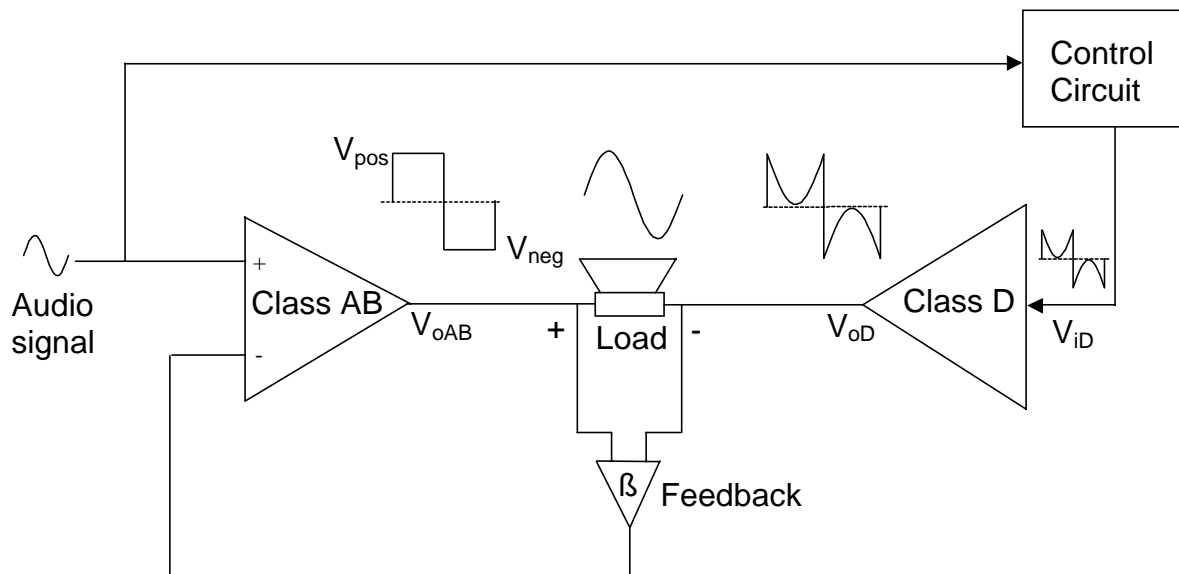 Control
Circuit
V_pos
V_neg
Audio
signal
+
-
Class AB
V_oAB
+
Load
-
V_oD
Class D
V_iD
ß
Feedback